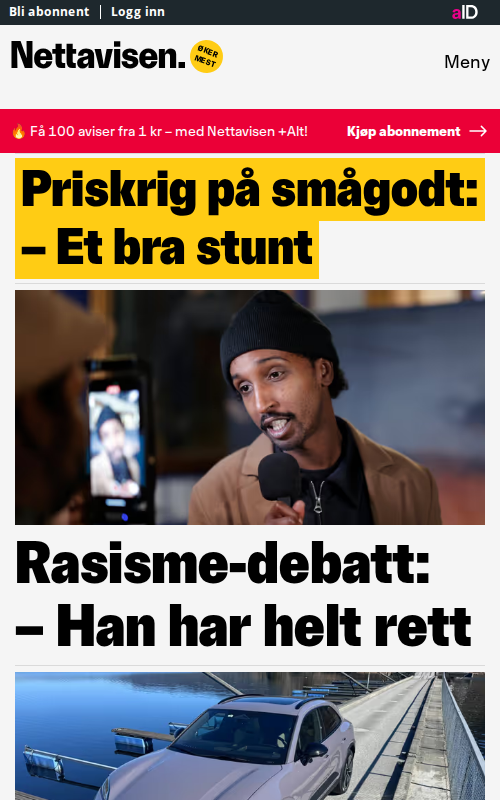 Bli abonnent
Logg inn
aID
Nettavisen.
ØKER
MEST
Meny
Få 100 aviser fra 1 kr – med Nettavisen +Alt!
Kjøp abonnement
Priskrig på smågodt:
– Et bra stunt
Rasisme-debatt:
– Han har helt rett